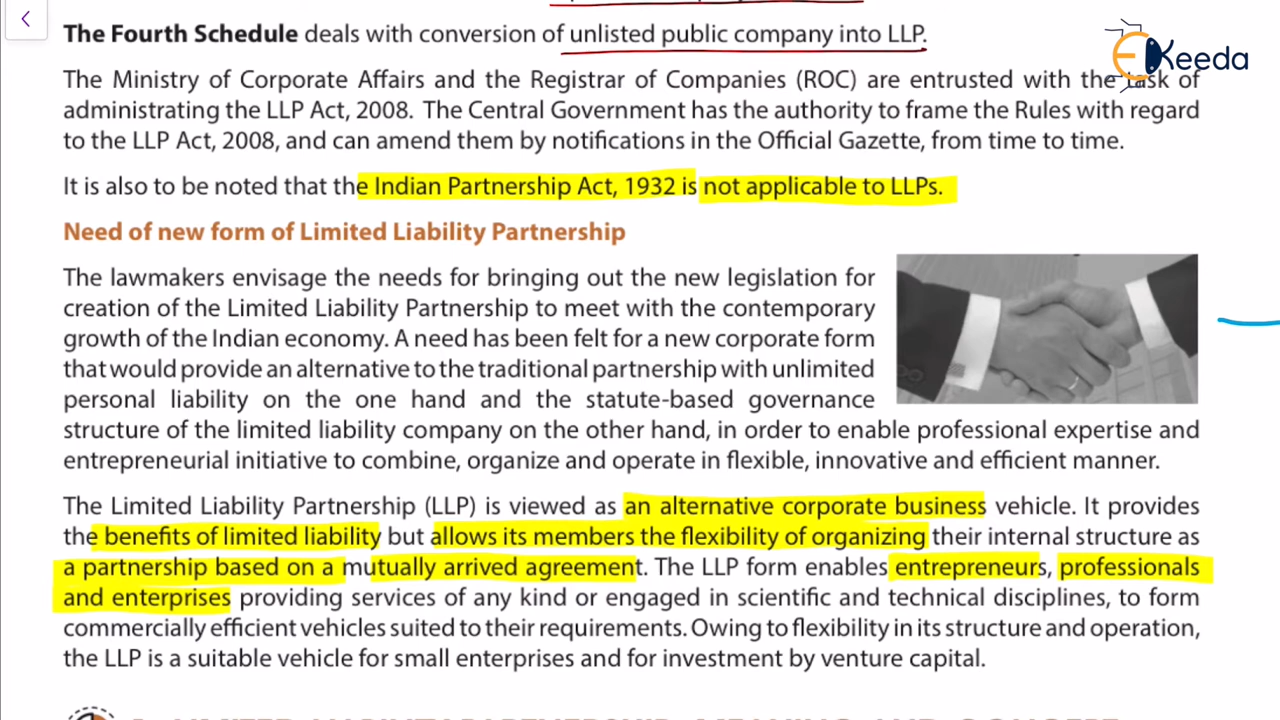 The Fourth Schedule deals with conversion of unlisted public company into LLP.
Keeda
The Ministry of Corporate Affairs and the Registrar of Companies (ROC) are entrusted with the task of
administrating the LLP Act, 2008. The Central Government has the authority to frame the Rules with regard
to the LLP Act, 2008, and can amend them by notifications in the Official Gazette, from time to time.
It is also to be noted that the Indian Partnership Act, 1932 is not applicable to LLPs.
Need of new form of Limited Liability Partnership
The lawmakers envisage the needs for bringing out the new legislation for
creation of the Limited Liability Partnership to meet with the contemporary
growth of the Indian economy. A need has been felt for a new corporate form
that would provide an alternative to the traditional partnership with unlimited
personal liability on the one hand and the statute-based governance
structure of the limited liability company on the other hand, in order to enable professional expertise and
entrepreneurial initiative to combine, organize and operate in flexible, innovative and efficient manner.
The Limited Liability Partnership (LLP) is viewed as an alternative corporate business vehicle. It provides
the benefits of limited liability but allows its members the flexibility of organizing their internal structure as
a partnership based on a mutually arrived agreement. The LLP form enables entrepreneurs, professionals
and enterprises providing services of any kind or engaged in scientific and technical disciplines, to form
commercially efficient vehicles suited to their requirements. Owing to flexibility in its structure and operation,
the LLP is a suitable vehicle for small enterprises and for investment by venture capital.